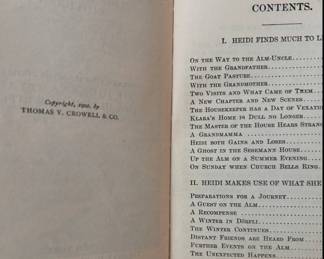 Copyright, 1902, by
THOMAS Y. CROWELL & CO.
CONTENTS.
I. HEIDI FINDS MUCH TO L
ON THE WAY TO THE ALM-UNCLE
WITH THE GRANDFATHER
THE GOAT PASTURE
WITH THE GRANDMOTHER
TWO VISITS AND WHAT CAME OF THEM
A NEW CHAPTER AND NEW SCENES
THE HOUSEKEEPER HAS A DAY OF VEXATIO
KLARA'S HOME IS DULL NO LONGER
THE MASTER OF THE HOUSE HEARS STRANG
A GRANDMAMMA
HEIDI BOTH GAINS AND LOSES
A GHOST IN THE SESEMANN HOUSE
UP THE ALM ON A SUMMER EVENING
ON SUNDAY WHEN CHURCH BELLS RING
II. HEIDI MAKES USE OF WHAT SHE
PREPARATIONS FOR A JOURNEY
A GUEST ON THE ALM
A RECOMPENSE
A WINTER IN DÖRFLI
THE WINTER CONTINUES
DISTANT FRIENDS ARE HEARD FROM
FURTHER EVENTS ON THE ALM
THE UNEXPECTED HAPPENS